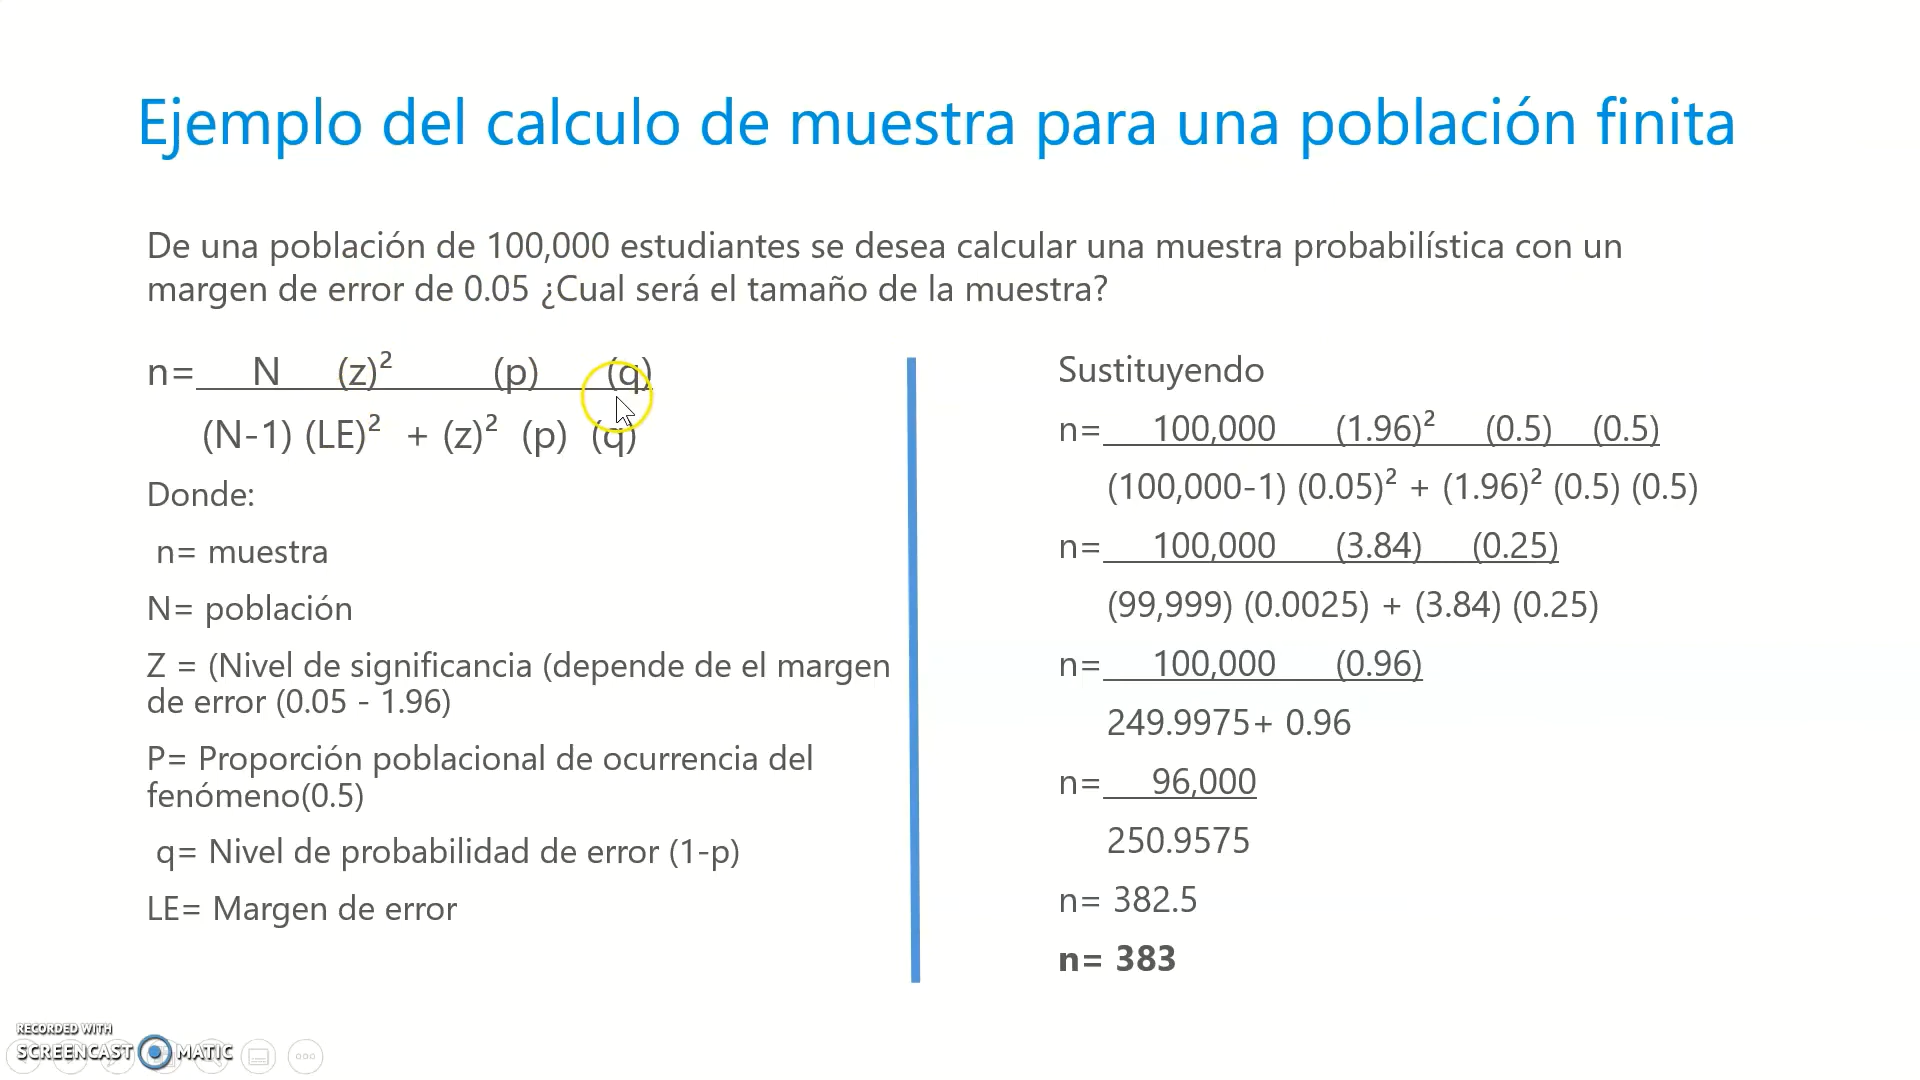 Ejemplo del calculo de muestra para una población finita
De una población de 100,000 estudiantes se desea calcular una muestra probabilística con un
margen de error de 0.05 ¿Cual será el tamaño de la muestra?
n= N (z)² (p) (q)
(N-1) (LE)² + (z)² (p) (q)
Donde:
n= muestra
N= población
Z = (Nivel de significancia (depende de el margen
de error (0.05 - 1.96)
P= Proporción poblacional de ocurrencia del
fenómeno(0.5)
q= Nivel de probabilidad de error (1-p)
LE= Margen de error
Sustituyendo
n= 100,000 (1.96)² (0.5) (0.5)
(100,000-1) (0.05)² + (1.96)² (0.5) (0.5)
n= 100,000 (3.84) (0.25)
(99,999) (0.0025) + (3.84) (0.25)
n= 100,000 (0.96)
249.9975+ 0.96
n= 96,000
250.9575
n= 382.5
n= 383
RECORDED WITH
SCREENCAST MATIC